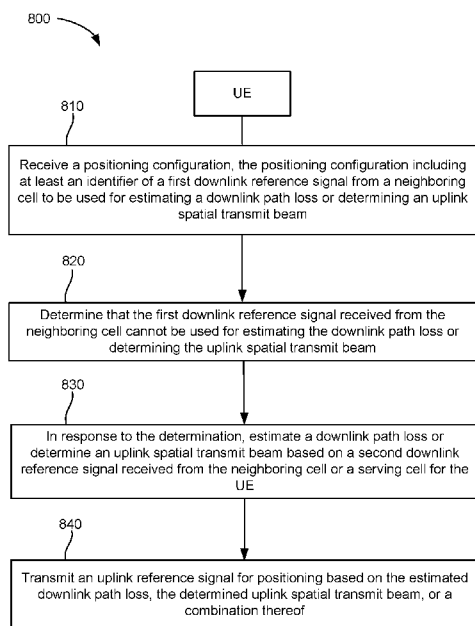 800
UE
810
Receive a positioning configuration, the positioning configuration including
at least an identifier of a first downlink reference signal from a neighboring
cell to be used for estimating a downlink path loss or determining an uplink
spatial transmit beam
820
Determine that the first downlink reference signal received from the
neighboring cell cannot be used for estimating the downlink path loss or
determining the uplink spatial transmit beam
830
In response to the determination, estimate a downlink path loss or
determine an uplink spatial transmit beam based on a second downlink
reference signal received from the neighboring cell or a serving cell for the
UE
840
Transmit an uplink reference signal for positioning based on the estimated
downlink path loss, the determined uplink spatial transmit beam, or a
combination thereof